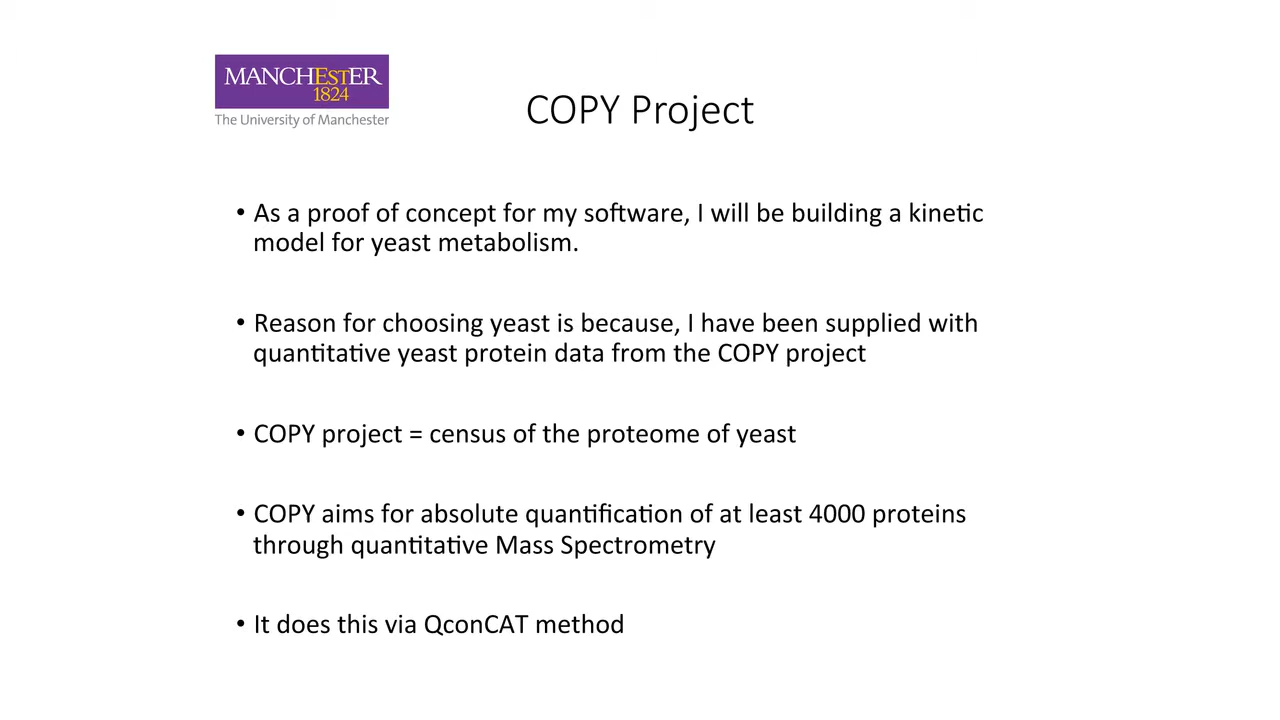 MANCHESTER
1824
The University of Manchester
COPY Project
• As a proof of concept for my software, I will be building a kinetic
model for yeast metabolism.
• Reason for choosing yeast is because, I have been supplied with
quantitative yeast protein data from the COPY project
• COPY project = census of the proteome of yeast
• COPY aims for absolute quantification of at least 4000 proteins
through quantitative Mass Spectrometry
• It does this via QconCAT method